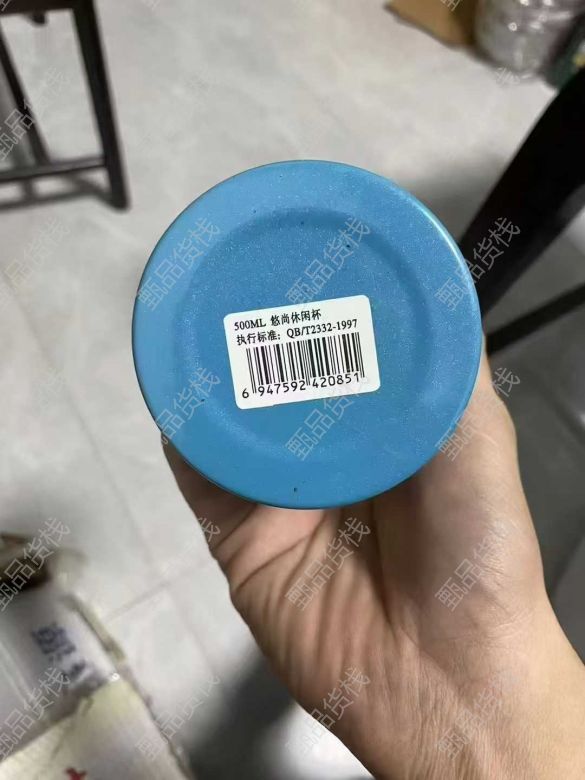 500ML 悠尚休闲杯
执行标准：QB/T2332-1997
6 947592 420851
甄品货栈